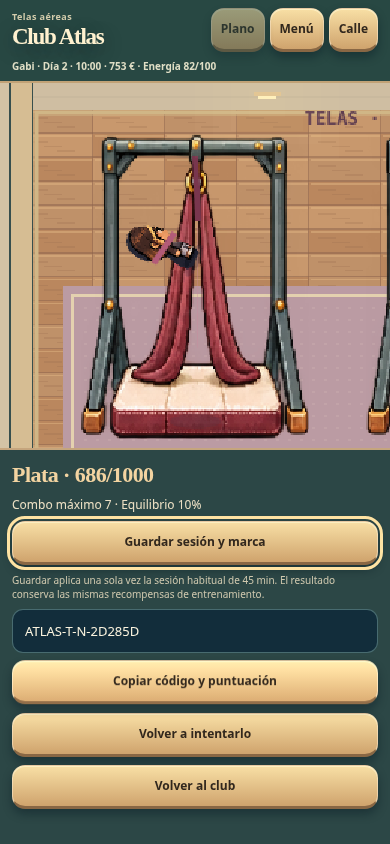 Telas aéreas
Club Atlas
Plano
Menú
Calle
Gabi · Día 2 · 10:00 · 753 € · Energía 82/100
TELAS ·
Plata · 686/1000
Combo máximo 7 · Equilibrio 10%
Guardar sesión y marca
Guardar aplica una sola vez la sesión habitual de 45 min. El resultado
conserva las mismas recompensas de entrenamiento.
ATLAS-T-N-2D285D
Copiar código y puntuación
Volver a intentarlo
Volver al club